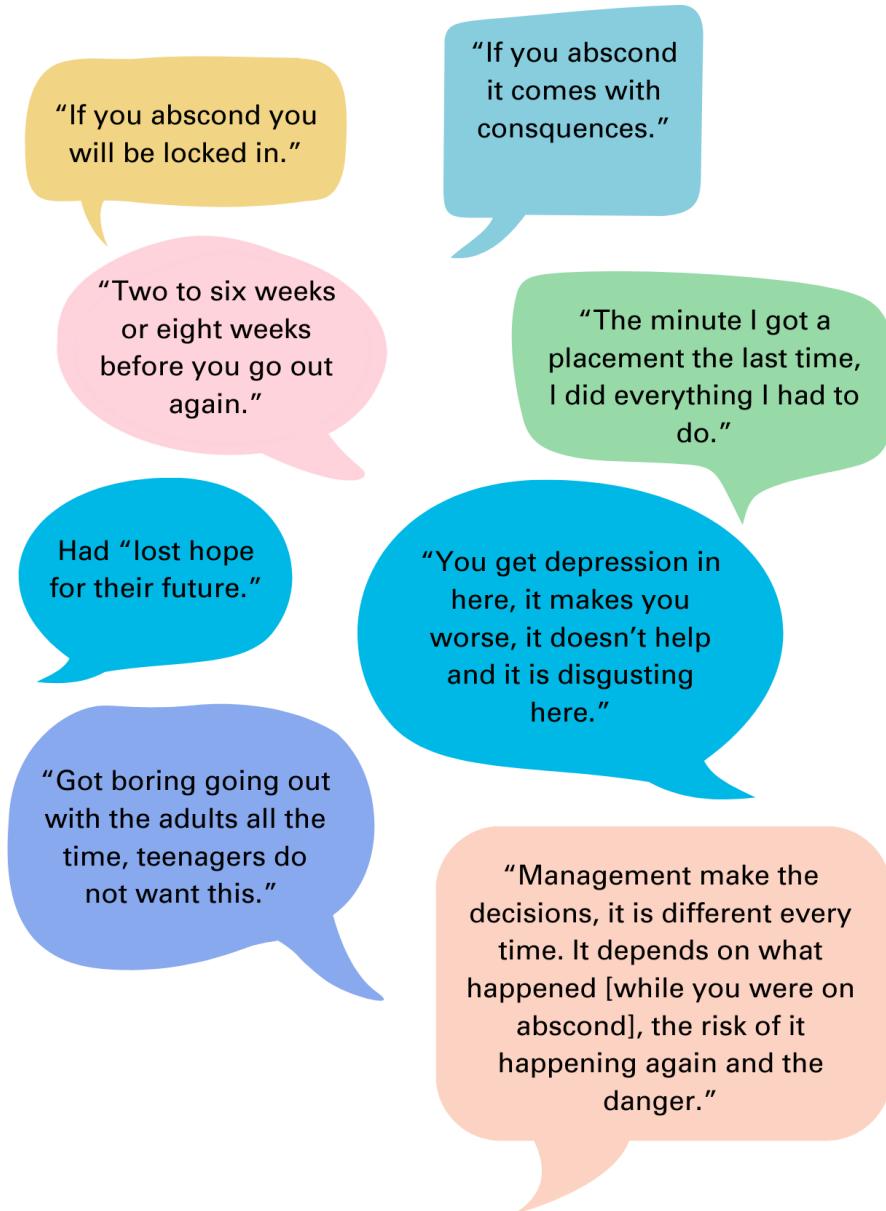 “If you abscond you
will be locked in.”
“If you abscond
it comes with
consquences.”
“Two to six weeks
or eight weeks
before you go out
again.”
“The minute I got a
placement the last time,
I did everything I had to
do.”
Had “lost hope
for their future.”
“You get depression in
here, it makes you
worse, it doesn’t help
and it is disgusting
here.”
“Got boring going out
with the adults all the
time, teenagers do
not want this.”
“Management make the
decisions, it is different every
time. It depends on what
happened [while you were on
abscond], the risk of it
happening again and the
danger.”